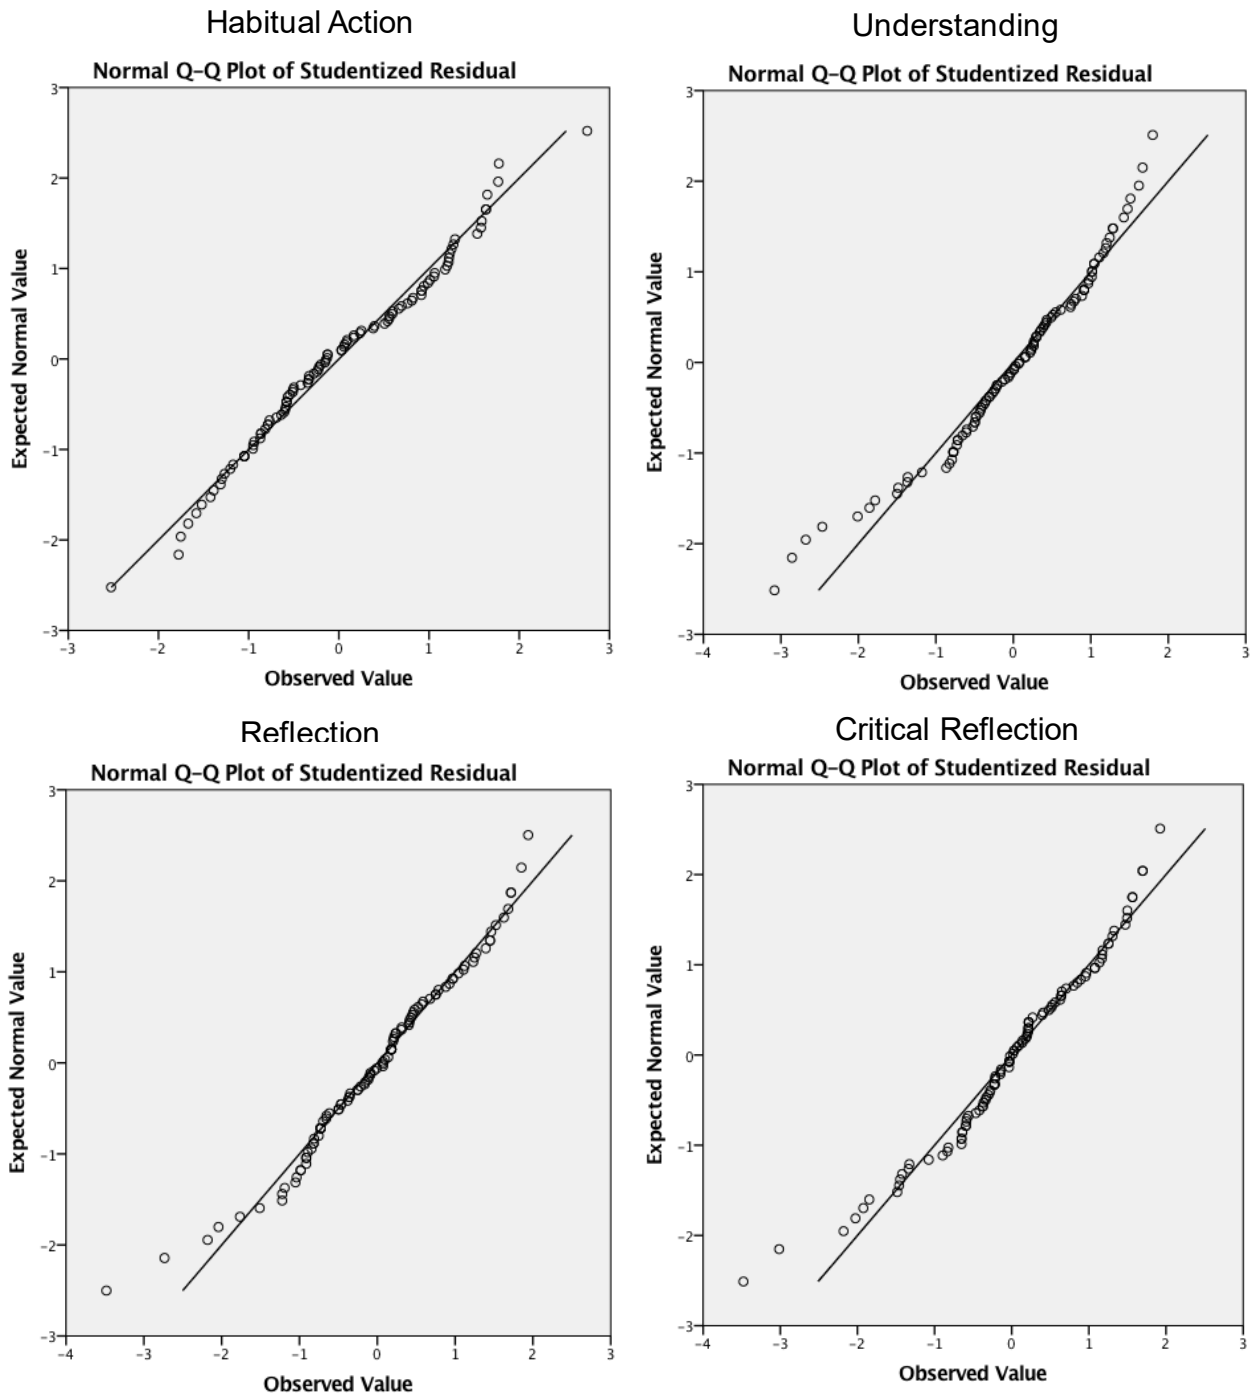 Habitual Action
Normal Q–Q Plot of Studentized Residual
3
2
1
0
−1
−2
−3
Expected Normal Value
−3 −2 −1 0 1 2 3
Observed Value
Understanding
Normal Q–Q Plot of Studentized Residual
3
2
1
0
−1
−2
−3
Expected Normal Value
−4 −3 −2 −1 0 1 2 3
Observed Value
Reflection
Normal Q–Q Plot of Studentized Residual
3
2
1
0
−1
−2
−3
Expected Normal Value
−4 −3 −2 −1 0 1 2 3
Observed Value
Critical Reflection
Normal Q–Q Plot of Studentized Residual
3
2
1
0
−1
−2
−3
Expected Normal Value
−4 −3 −2 −1 0 1 2 3
Observed Value